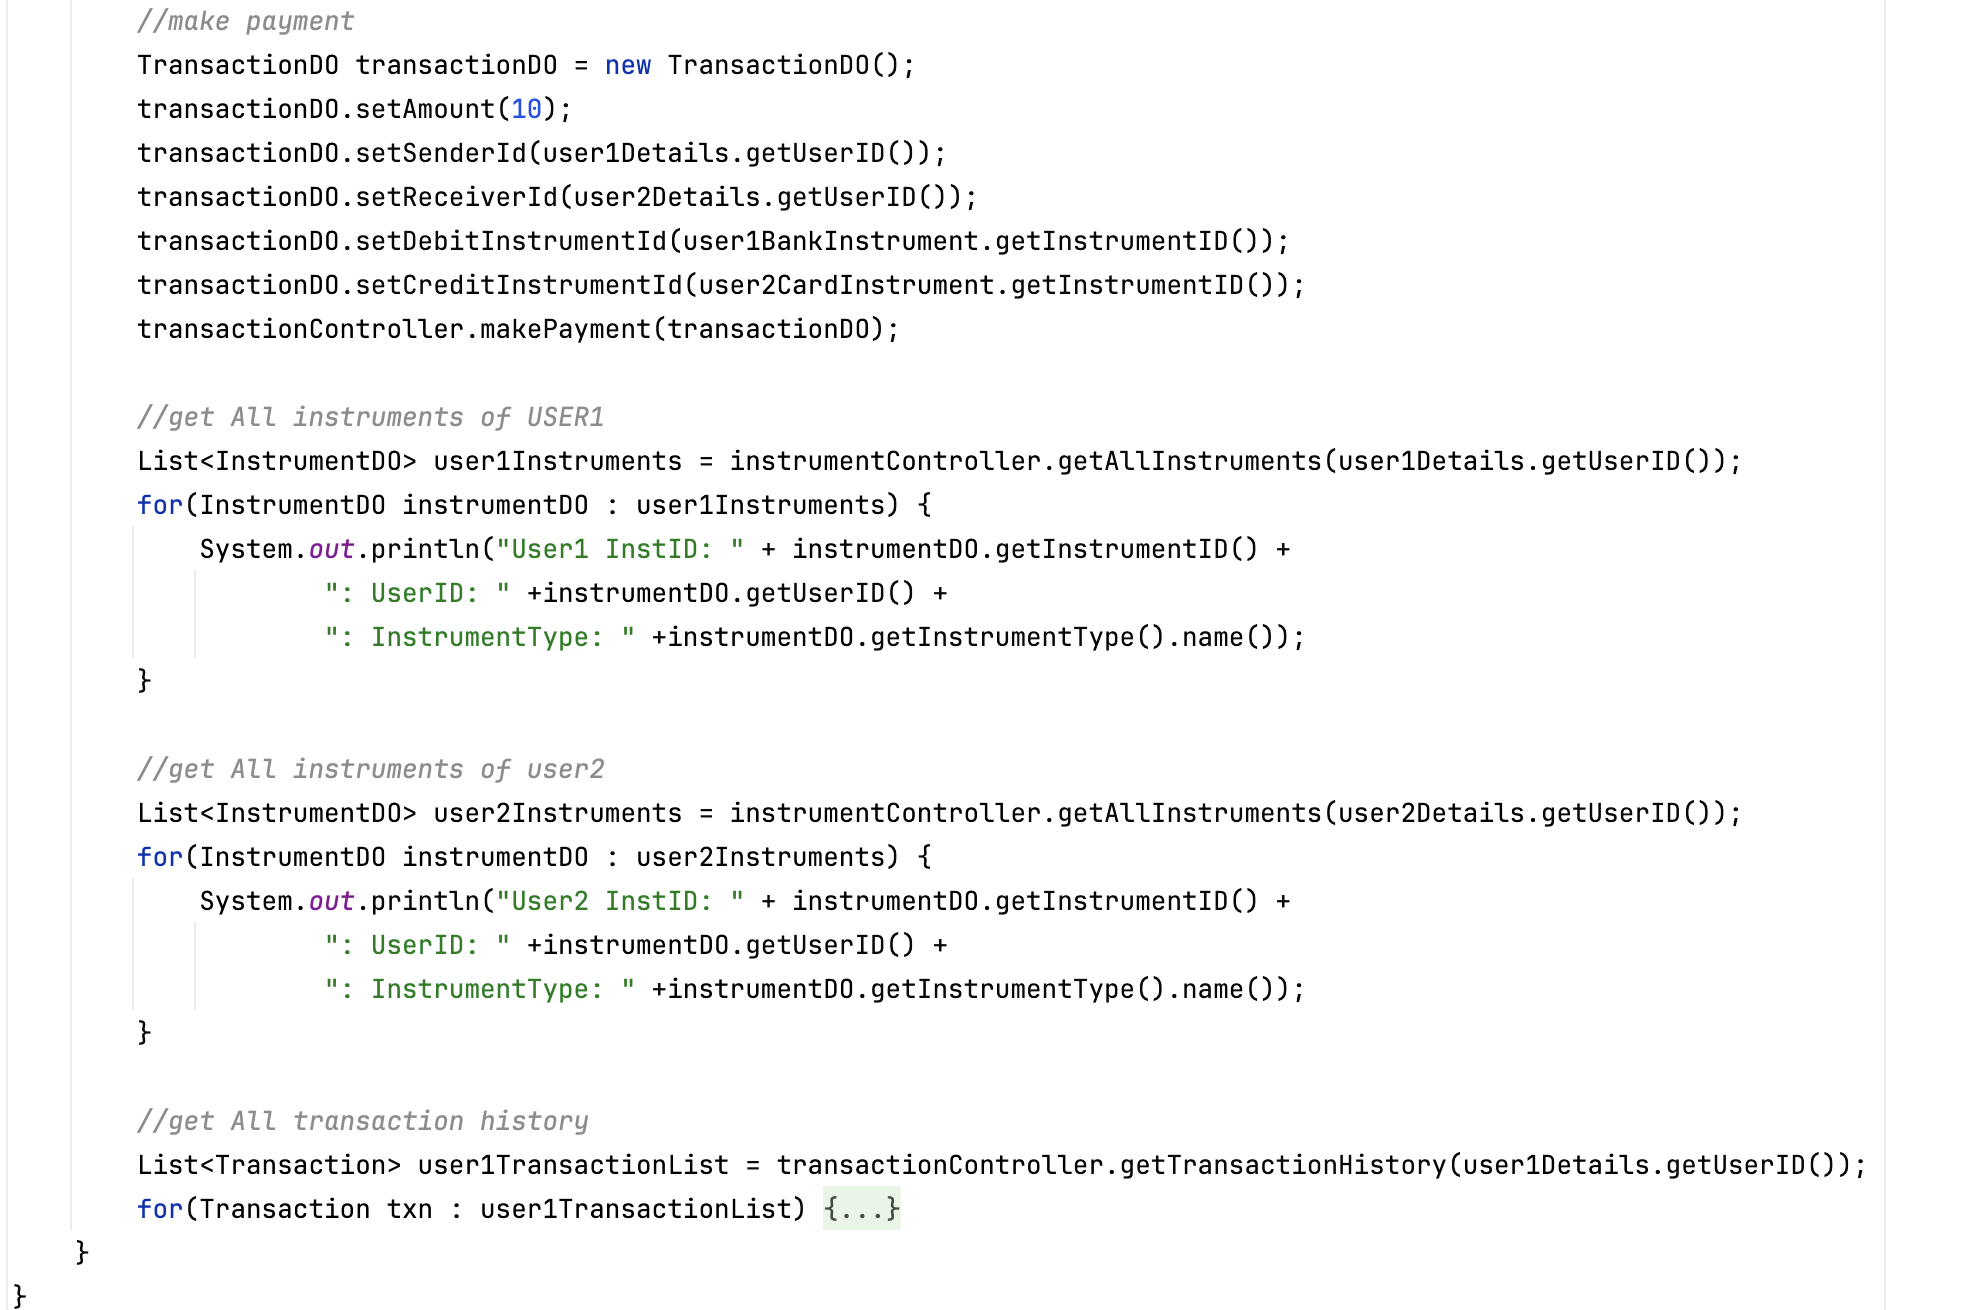 //make payment
TransactionDO transactionDO = new TransactionDO();
transactionDO.setAmount(10);
transactionDO.setSenderId(user1Details.getUserID());
transactionDO.setReceiverId(user2Details.getUserID());
transactionDO.setDebitInstrumentId(user1BankInstrument.getInstrumentID());
transactionDO.setCreditInstrumentId(user2CardInstrument.getInstrumentID());
transactionController.makePayment(transactionDO);
//get All instruments of USER1
List<InstrumentDO> user1Instruments = instrumentController.getAllInstruments(user1Details.getUserID());
for(InstrumentDO instrumentDO : user1Instruments) {
System.out.println("User1 InstID: " + instrumentDO.getInstrumentID() +
": UserID: " +instrumentDO.getUserID() +
": InstrumentType: " +instrumentDO.getInstrumentType().name());
}
//get All instruments of user2
List<InstrumentDO> user2Instruments = instrumentController.getAllInstruments(user2Details.getUserID());
for(InstrumentDO instrumentDO : user2Instruments) {
System.out.println("User2 InstID: " + instrumentDO.getInstrumentID() +
": UserID: " +instrumentDO.getUserID() +
": InstrumentType: " +instrumentDO.getInstrumentType().name());
}
//get All transaction history
List<Transaction> user1TransactionList = transactionController.getTransactionHistory(user1Details.getUserID());
for(Transaction txn : user1TransactionList) {...}
}
}